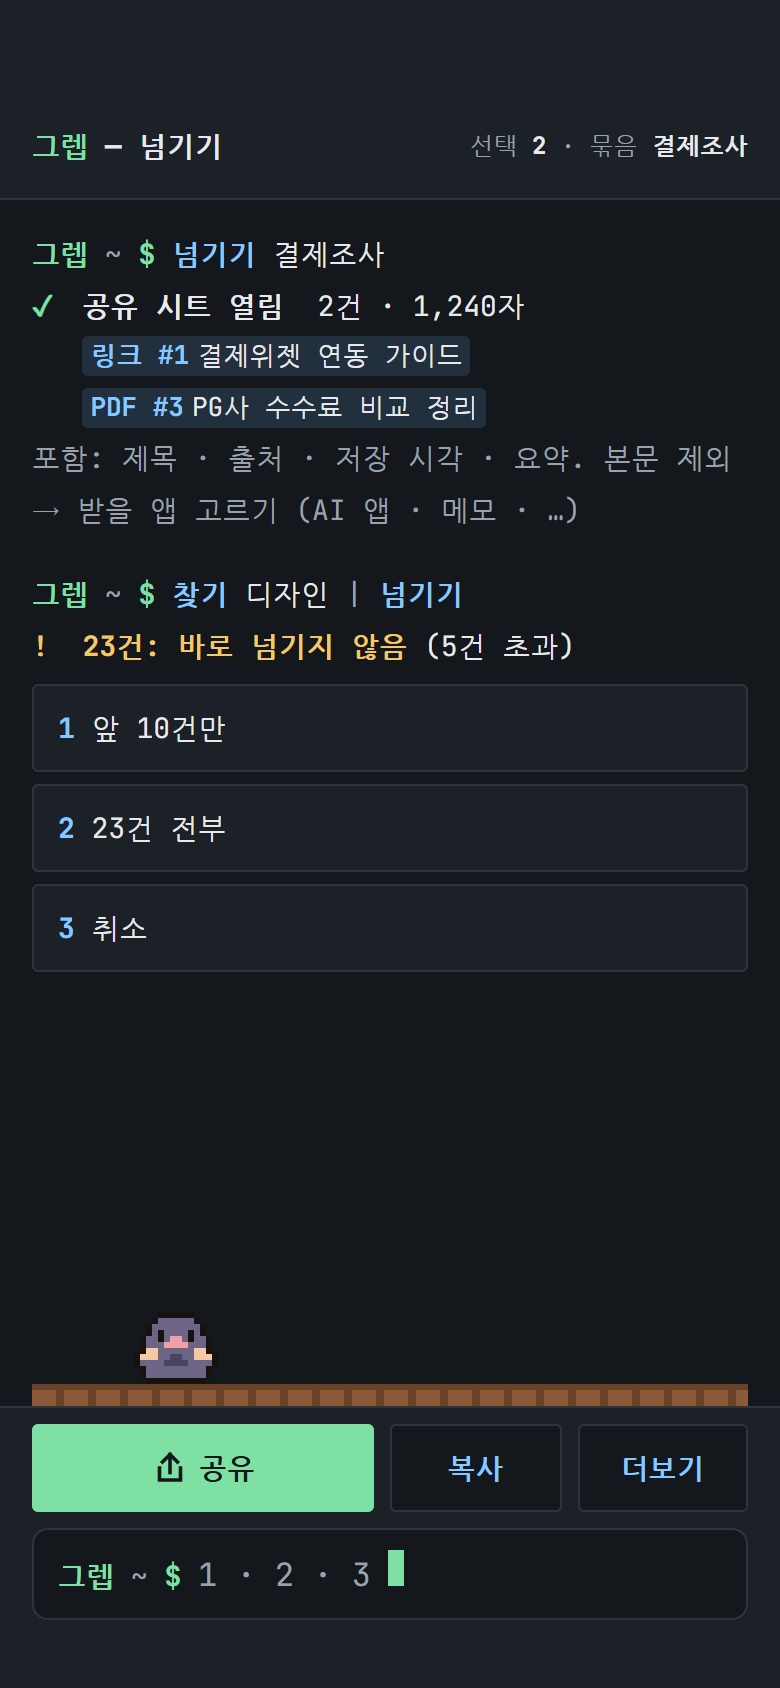 그렙 – 넘기기
선택 2 · 묶음 결제조사
그렙 ~ $ 넘기기 결제조사
✓ 공유 시트 열림 2건 · 1,240자
링크 #1 결제위젯 연동 가이드
PDF #3 PG사 수수료 비교 정리
포함: 제목 · 출처 · 저장 시각 · 요약. 본문 제외
→ 받을 앱 고르기 (AI 앱 · 메모 · …)
그렙 ~ $ 찾기 디자인 | 넘기기
! 23건: 바로 넘기지 않음 (5건 초과)
1 앞 10건만
2 23건 전부
3 취소
공유
복사
더보기
그렙 ~ $ 1 · 2 · 3